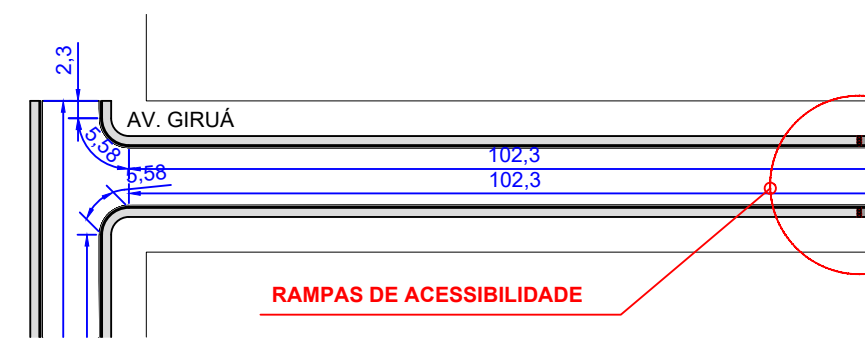 2,3
AV. GIRUÁ
5,58
102,3
5,58
102,3
RAMPAS DE ACESSIBILIDADE